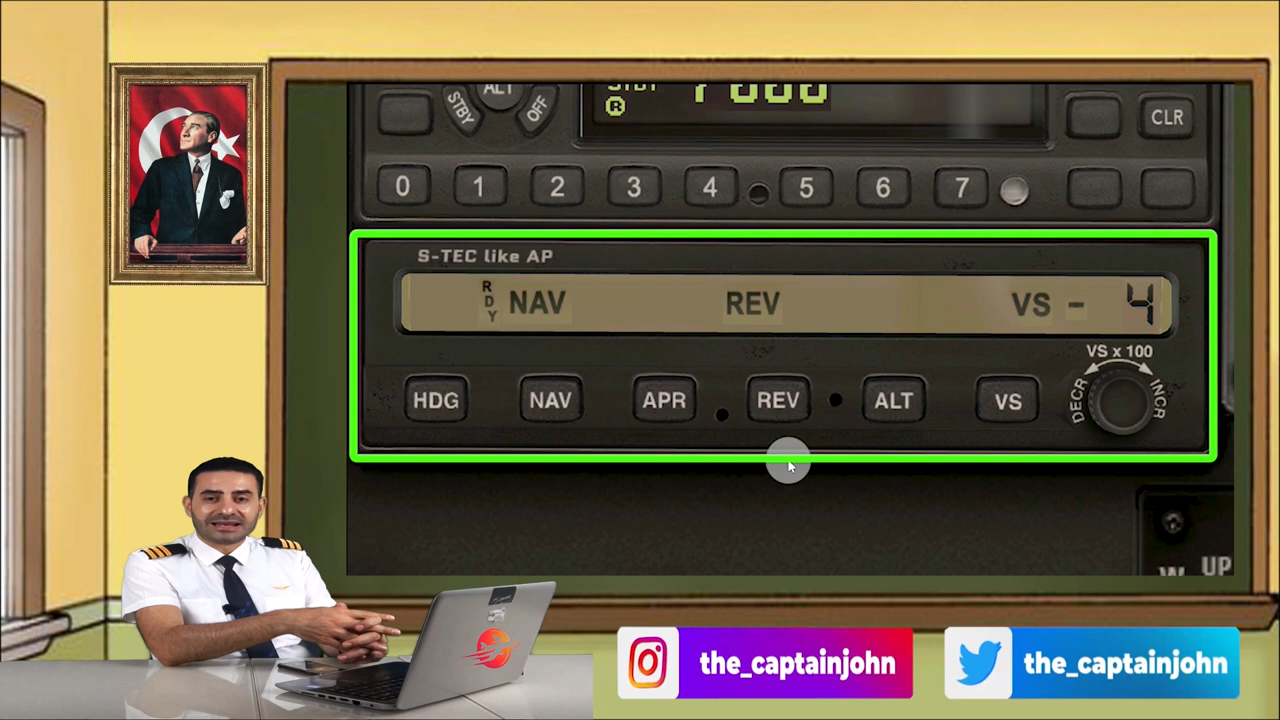 ALT
STBY
OFF
R
CLR
0 1 2 3 4 5 6 7
S-TEC like AP
RDY NAV REV VS - 4
VS x 100
DECR INCR
HDG NAV APR REV ALT VS
UP
the_captainjohn
the_captainjohn